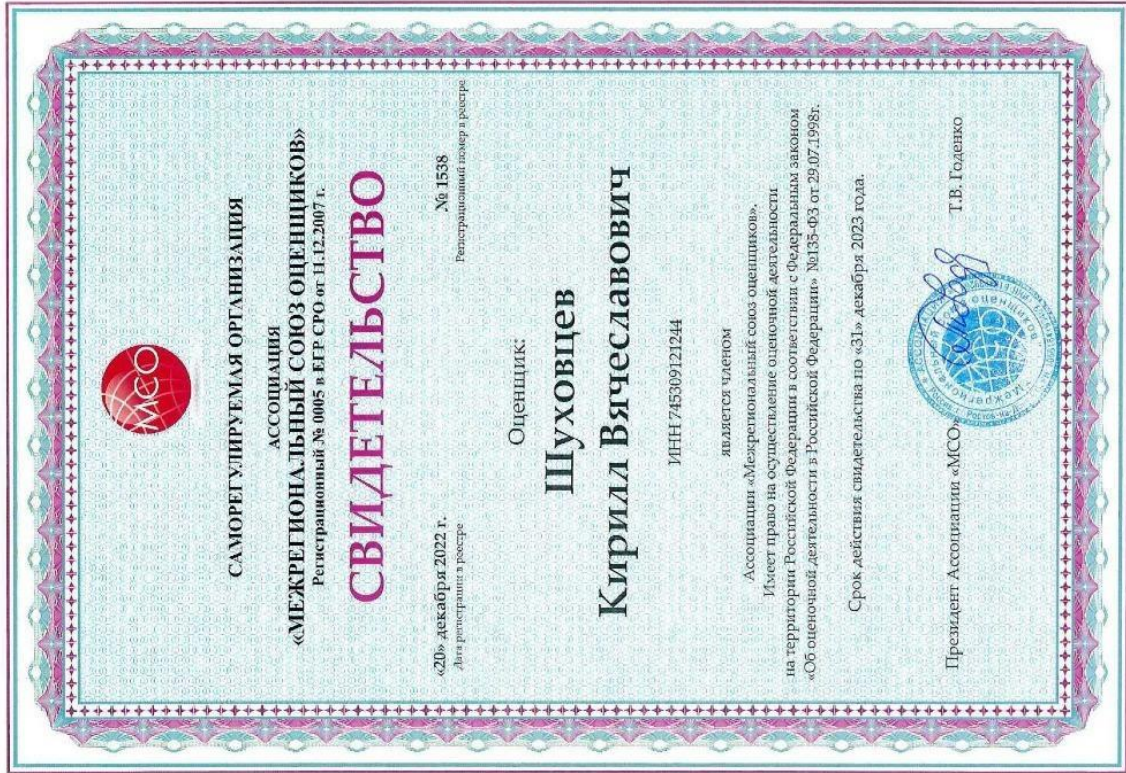 МСО
САМОРЕГУЛИРУЕМАЯ ОРГАНИЗАЦИЯ
АССОЦИАЦИЯ
«МЕЖРЕГИОНАЛЬНЫЙ СОЮЗ ОЦЕНЩИКОВ»
Регистрационный № 0005 в ЕГР СРО от 11.12.2007 г.
СВИДЕТЕЛЬСТВО
«20» декабря 2022 г.
Дата регистрации в реестре
№ 1538
Регистрационный номер в реестре
Оценщик:
Шуховцев
Кирилл Вячеславович
ИНН 745309121244
является членом
Ассоциации «Межрегиональный союз оценщиков».
Имеет право на осуществление оценочной деятельности
на территории Российской Федерации в соответствии с Федеральным законом
«Об оценочной деятельности в Российской Федерации» №135-ФЗ от 29.07.1998г.
Срок действия свидетельства по «31» декабря 2023 года.
Президент Ассоциации «МСО»
Т.В. Годенко